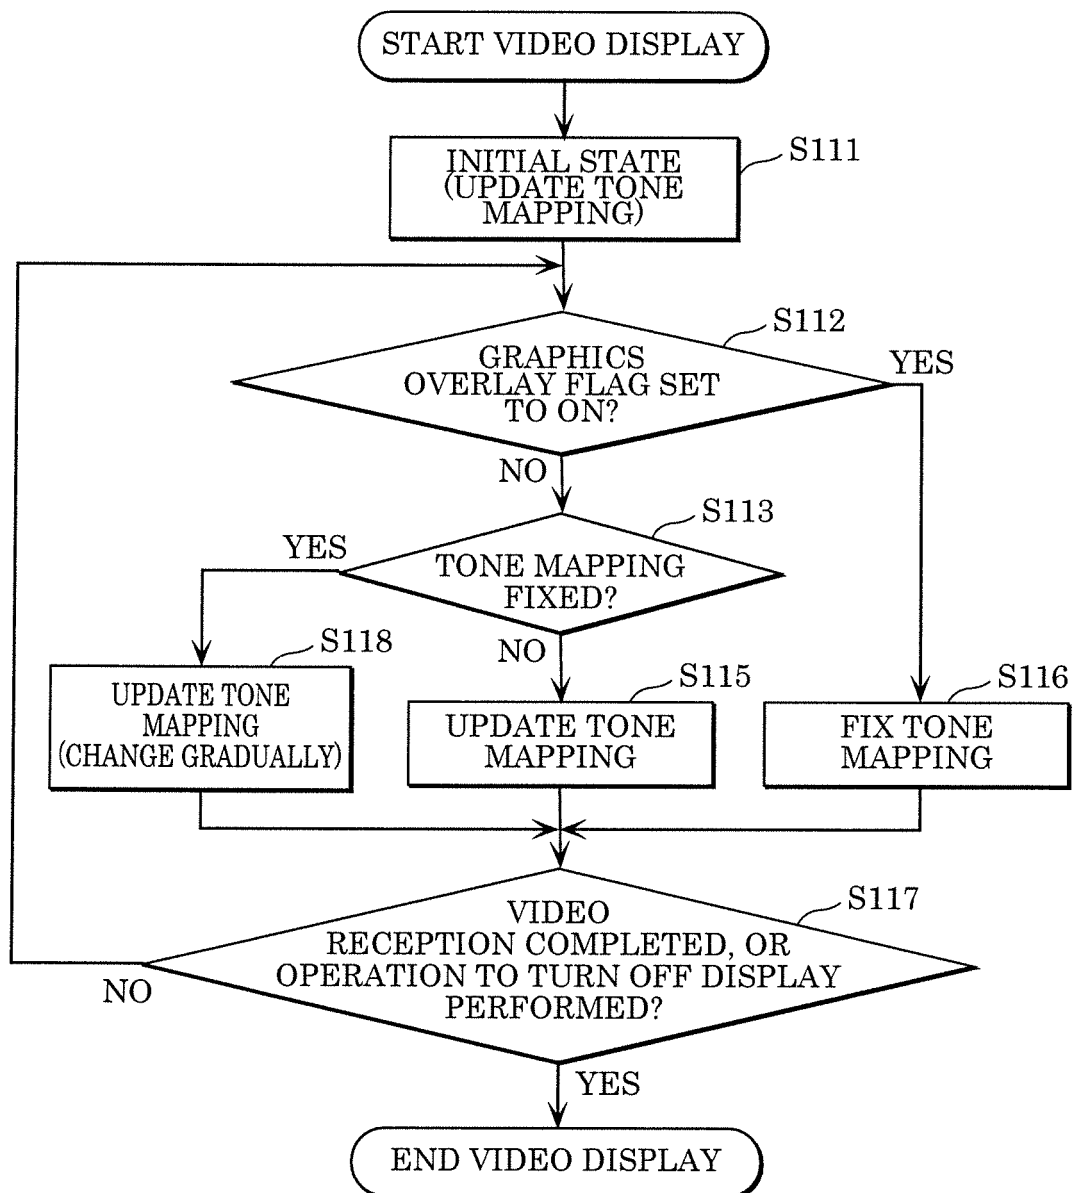 START VIDEO DISPLAY
S111
INITIAL STATE
(UPDATE TONE
MAPPING)
S112
GRAPHICS
OVERLAY FLAG SET
TO ON?
YES
NO
S113
YES
TONE MAPPING
FIXED?
NO
S118
UPDATE TONE
MAPPING
(CHANGE GRADUALLY)
S115
UPDATE TONE
MAPPING
S116
FIX TONE
MAPPING
S117
VIDEO
RECEPTION COMPLETED, OR
OPERATION TO TURN OFF DISPLAY
PERFORMED?
NO
YES
END VIDEO DISPLAY